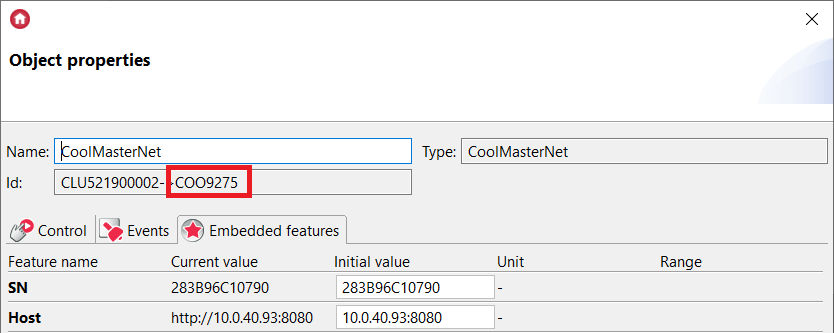 Object properties
Name: CoolMasterNet Type: CoolMasterNet
Id: CLU521900002->COO9275
Control Events Embedded features
Feature name Current value Initial value Unit Range
SN 283B96C10790 283B96C10790 -
Host http://10.0.40.93:8080 10.0.40.93:8080 -